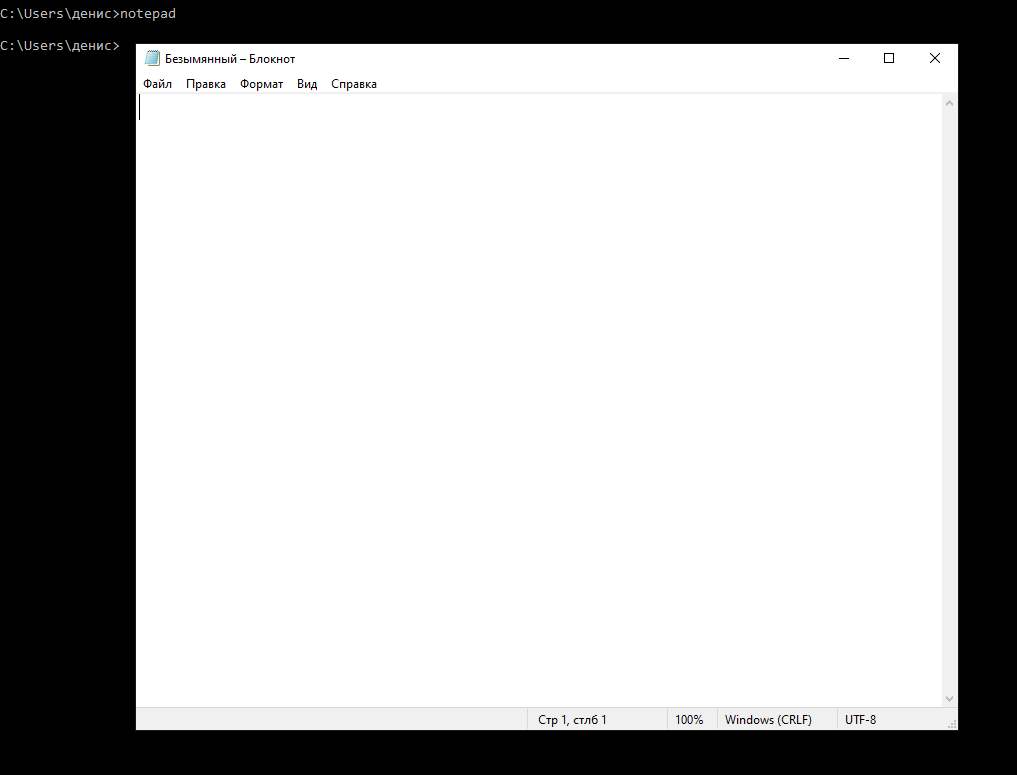 C:\Users\денис>notepad
C:\Users\денис>
Безымянный – Блокнот
Файл Правка Формат Вид Справка
Стр 1, стлб 1 100% Windows (CRLF) UTF-8